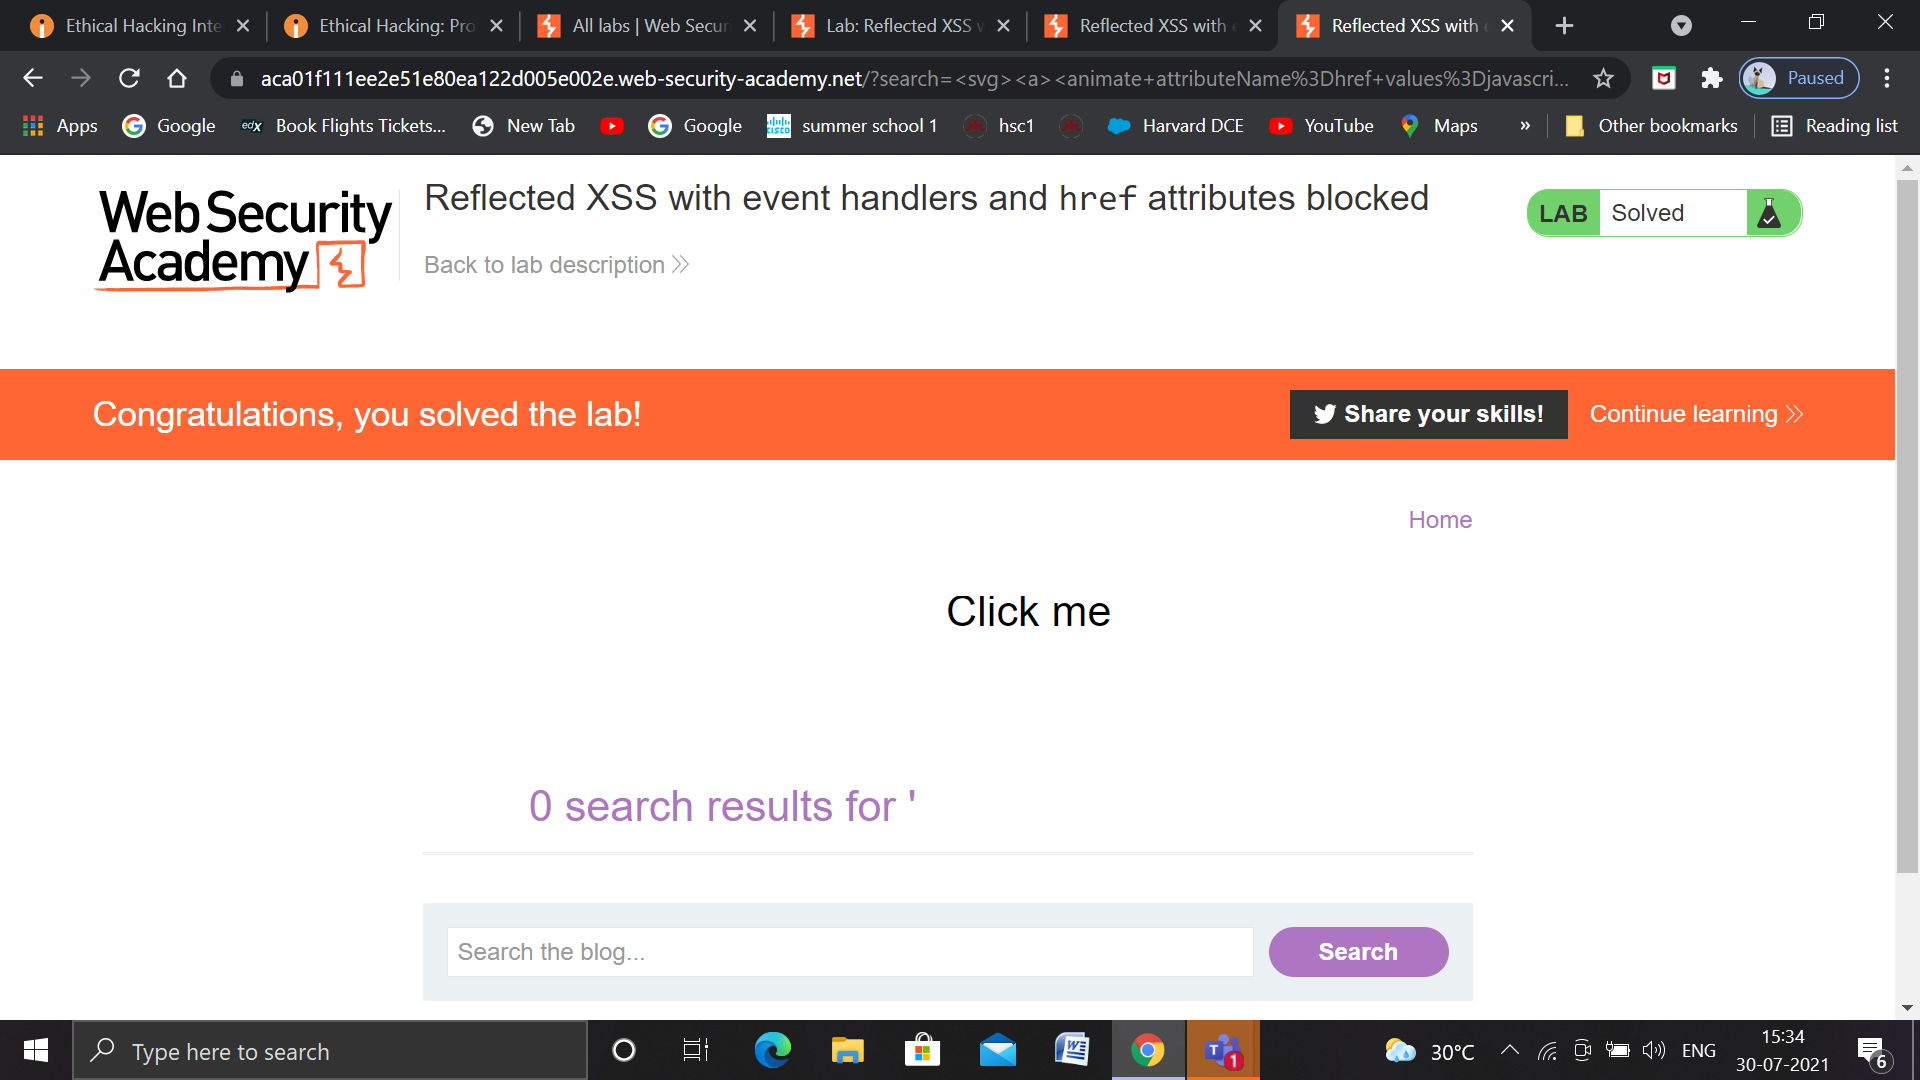 Ethical Hacking Inte
Ethical Hacking: Pro
All labs | Web Secur
Lab: Reflected XSS w
Reflected XSS with e
Reflected XSS with e
aca01f111ee2e51e80ea122d005e002e.web-security-academy.net/?search=<svg><a><animate+attributeName%3Dhref+values%3Djavascri...
Paused
Apps
Google
edX
Book Flights Tickets...
New Tab
Google
CISCO
summer school 1
hsc1
Harvard DCE
YouTube
Maps
»
Other bookmarks
Reading list
Web Security
Academy
Reflected XSS with event handlers and href attributes blocked
Back to lab description
LAB
Solved
Congratulations, you solved the lab!
Share your skills!
Continue learning
Home
Click me
0 search results for '
Search the blog...
Search
Type here to search
W
T
1
30°C
ENG
15:34
30-07-2021
6